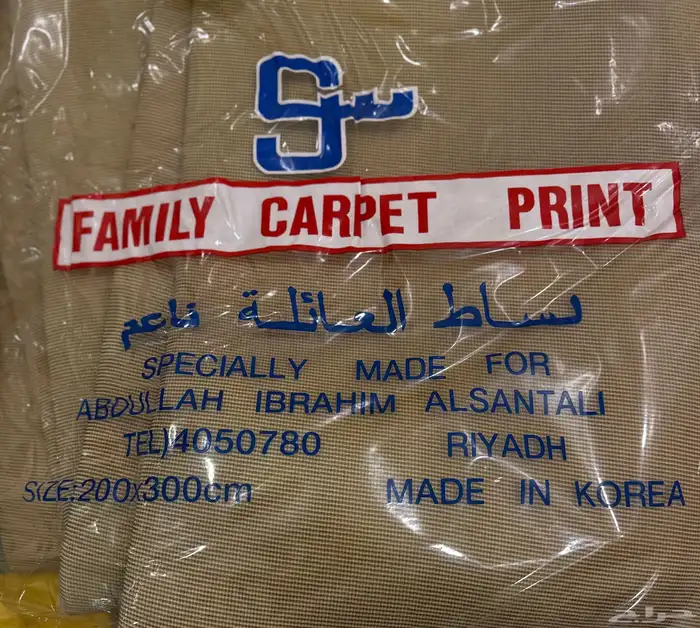 FAMILY CARPET PRINT
بساط العائلة ناعم
SPECIALLY MADE FOR
ABDULLAH IBRAHIM ALSANTALI
TEL)4050780 RIYADH
SIZE:200x300cm MADE IN KOREA
حراج